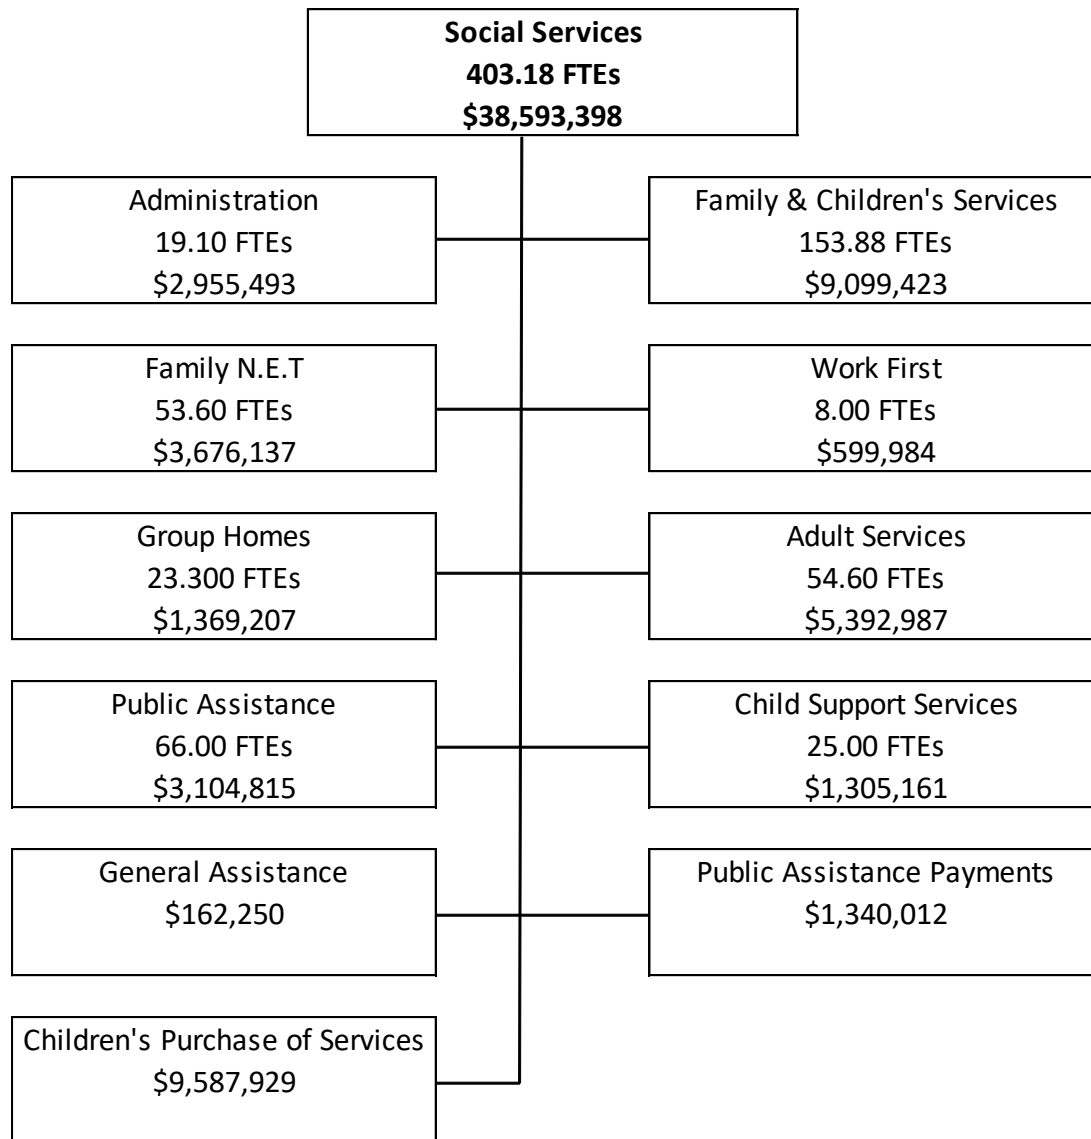 Social Services
403.18 FTEs
$38,593,398
Administration
19.10 FTEs
$2,955,493
Family & Children's Services
153.88 FTEs
$9,099,423
Family N.E.T
53.60 FTEs
$3,676,137
Work First
8.00 FTEs
$599,984
Group Homes
23.300 FTEs
$1,369,207
Adult Services
54.60 FTEs
$5,392,987
Public Assistance
66.00 FTEs
$3,104,815
Child Support Services
25.00 FTEs
$1,305,161
General Assistance
$162,250
Public Assistance Payments
$1,340,012
Children's Purchase of Services
$9,587,929